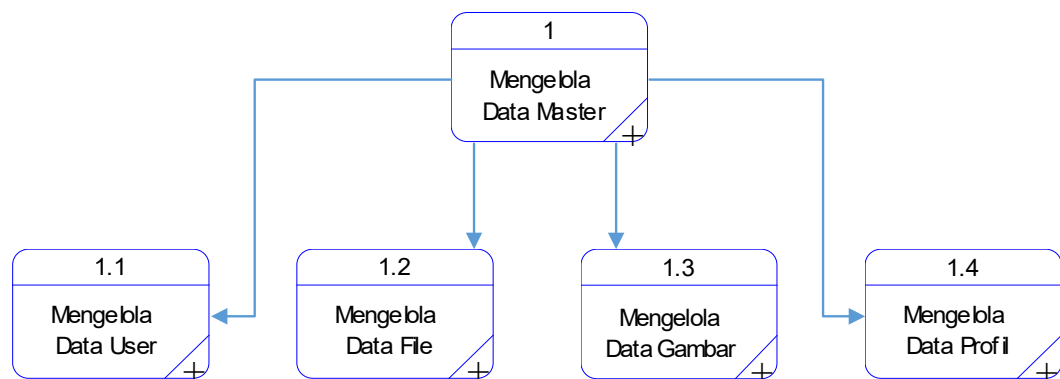 1
Mengelola
Data Master
1.1
Mengelola
Data User
1.2
Mengelola
Data File
1.3
Mengelola
Data Gambar
1.4
Mengelola
Data Profil